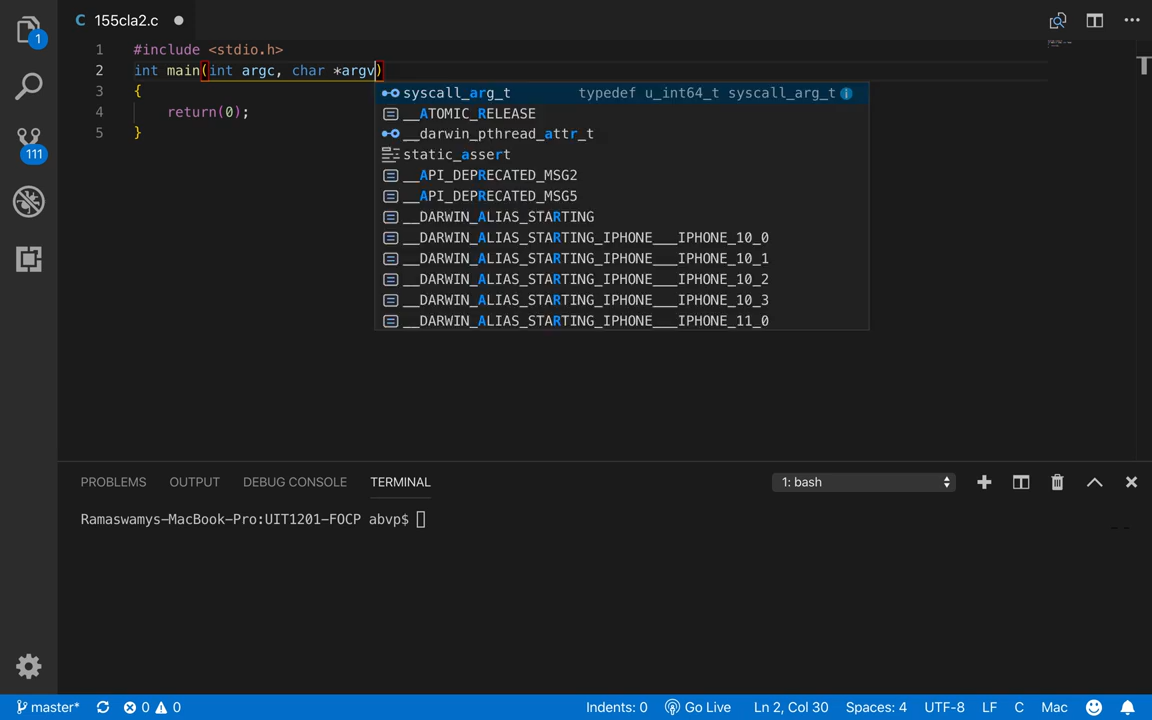 1
111
C 155cla2.c
1 #include <stdio.h>
2 int main(int argc, char *argv)
3 {
4 return(0);
5 }
syscall_arg_t typedef u_int64_t syscall_arg_t
__ATOMIC_RELEASE
__darwin_pthread_attr_t
static_assert
__API_DEPRECATED_MSG2
__API_DEPRECATED_MSG5
__DARWIN_ALIAS_STARTING
__DARWIN_ALIAS_STARTING_IPHONE___IPHONE_10_0
__DARWIN_ALIAS_STARTING_IPHONE___IPHONE_10_1
__DARWIN_ALIAS_STARTING_IPHONE___IPHONE_10_2
__DARWIN_ALIAS_STARTING_IPHONE___IPHONE_10_3
__DARWIN_ALIAS_STARTING_IPHONE___IPHONE_11_0
PROBLEMS OUTPUT DEBUG CONSOLE TERMINAL 1: bash
Ramaswamys-MacBook-Pro:UIT1201-FOCP abvp$
master* 0 0 Indents: 0 Go Live Ln 2, Col 30 Spaces: 4 UTF-8 LF C Mac